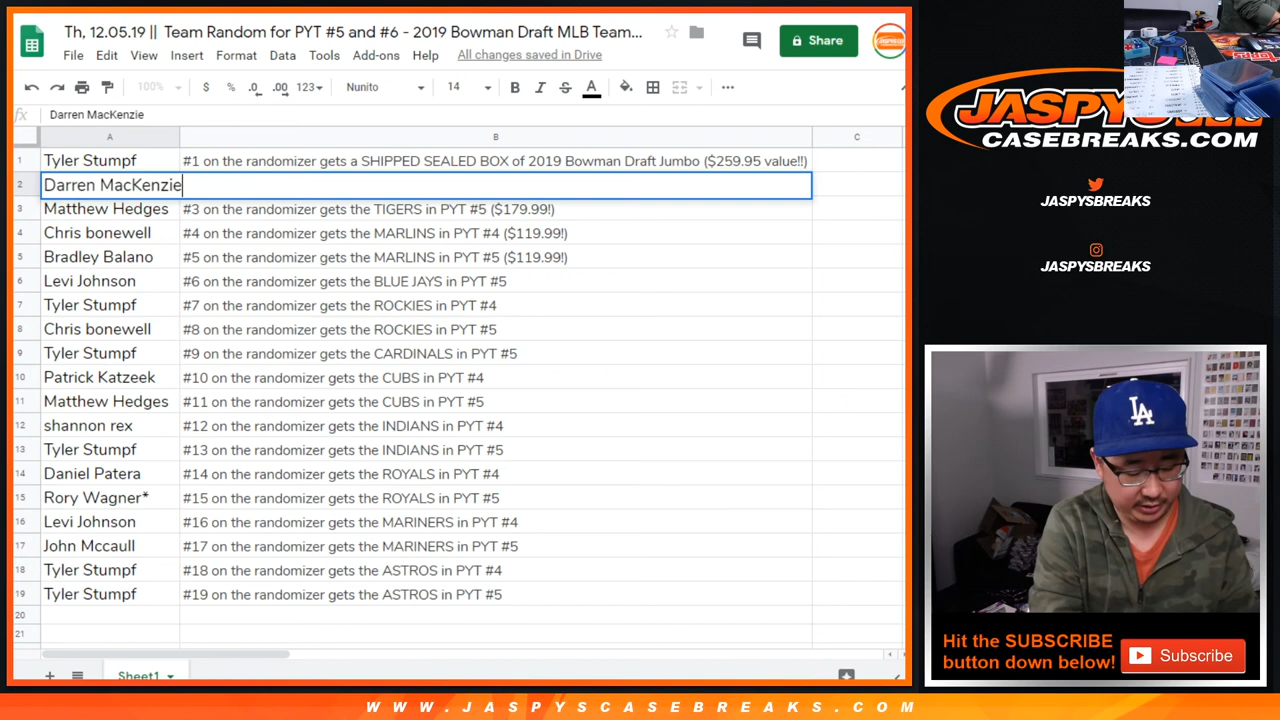 Th, 12.05.19 || Team Random for PYT #5 and #6 - 2019 Bowman Draft MLB Team...
File Edit View Insert Format Data Tools Add-ons Help All changes saved in Drive
Share
100% $ % .0 .00 123 Nunito 14 B I S A
fx Darren MacKenzie
A B C
1 Tyler Stumpf #1 on the randomizer gets a SHIPPED SEALED BOX of 2019 Bowman Draft Jumbo ($259.95 value!!)
2 Darren MacKenzie
3 Matthew Hedges #3 on the randomizer gets the TIGERS in PYT #5 ($179.99!)
4 Chris bonewell #4 on the randomizer gets the MARLINS in PYT #4 ($119.99!)
5 Bradley Balano #5 on the randomizer gets the MARLINS in PYT #5 ($119.99!)
6 Levi Johnson #6 on the randomizer gets the BLUE JAYS in PYT #5
7 Tyler Stumpf #7 on the randomizer gets the ROCKIES in PYT #4
8 Chris bonewell #8 on the randomizer gets the ROCKIES in PYT #5
9 Tyler Stumpf #9 on the randomizer gets the CARDINALS in PYT #5
10 Patrick Katzeek #10 on the randomizer gets the CUBS in PYT #4
11 Matthew Hedges #11 on the randomizer gets the CUBS in PYT #5
12 shannon rex #12 on the randomizer gets the INDIANS in PYT #4
13 Tyler Stumpf #13 on the randomizer gets the INDIANS in PYT #5
14 Daniel Patera #14 on the randomizer gets the ROYALS in PYT #4
15 Rory Wagner* #15 on the randomizer gets the ROYALS in PYT #5
16 Levi Johnson #16 on the randomizer gets the MARINERS in PYT #4
17 John Mccaull #17 on the randomizer gets the MARINERS in PYT #5
18 Tyler Stumpf #18 on the randomizer gets the ASTROS in PYT #4
19 Tyler Stumpf #19 on the randomizer gets the ASTROS in PYT #5
20
21
Sheet1
CASEBREAKS.COM
JASPYSBREAKS
JASPYSBREAKS
LA
Hit the SUBSCRIBE
button down below!
Subscribe
WWW.JASPYSCASEBREAKS.COM